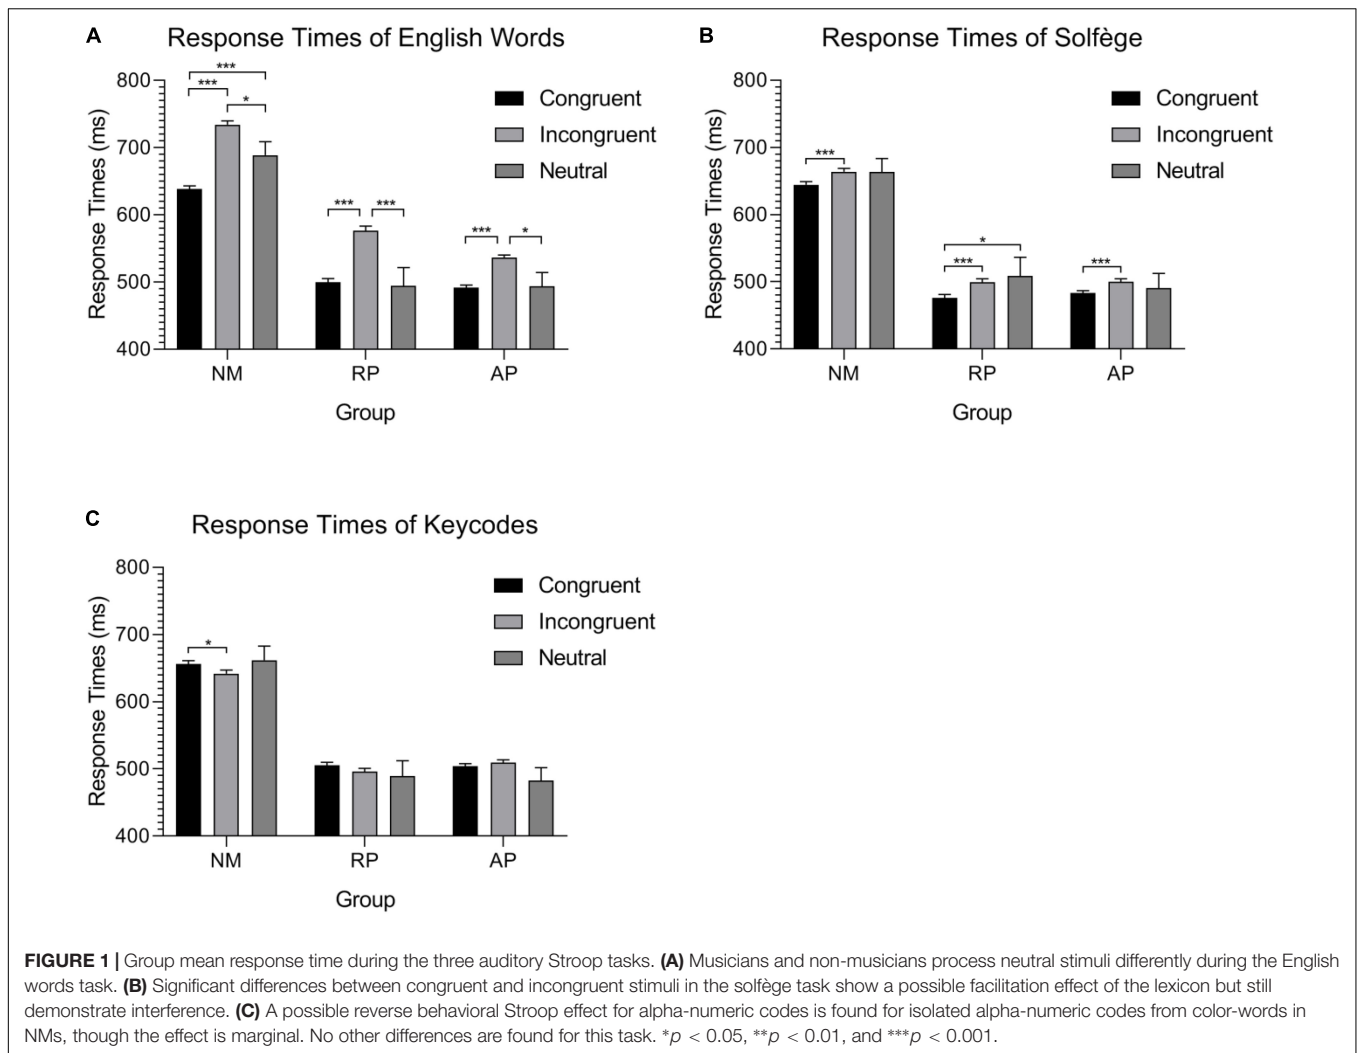 A
Response Times of English Words
***
***
*
***
***
***
*
800
700
600
500
400
Response Times (ms)
Congruent
Incongruent
Neutral
NM RP AP
Group
B
Response Times of Solfège
***
*
***
***
800
700
600
500
400
Response Times (ms)
Congruent
Incongruent
Neutral
NM RP AP
Group
C
Response Times of Keycodes
*
800
700
600
500
400
Response Times (ms)
Congruent
Incongruent
Neutral
NM RP AP
Group
FIGURE 1 | Group mean response time during the three auditory Stroop tasks. (A) Musicians and non-musicians process neutral stimuli differently during the English
words task. (B) Significant differences between congruent and incongruent stimuli in the solfège task show a possible facilitation effect of the lexicon but still
demonstrate interference. (C) A possible reverse behavioral Stroop effect for alpha-numeric codes is found for isolated alpha-numeric codes from color-words in
NMs, though the effect is marginal. No other differences are found for this task. *p < 0.05, **p < 0.01, and ***p < 0.001.